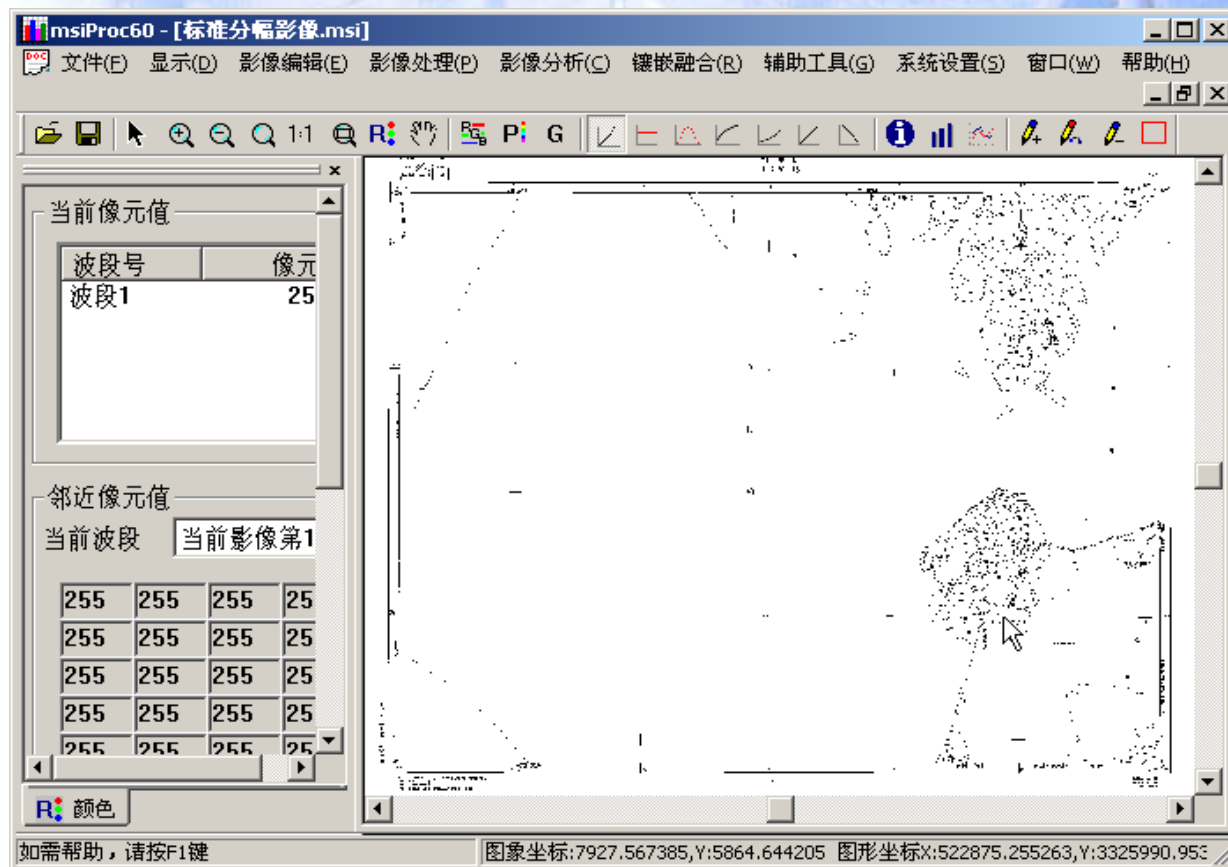 msiProc60 - [标准分幅影像.msi]
文件(F) 显示(D) 影像编辑(E) 影像处理(P) 影像分析(C) 镶嵌融合(R) 辅助工具(G) 系统设置(S) 窗口(W) 帮助(H)
1:1 R P G
当前像元值
波段号 像元
波段1 25
邻近像元值
当前波段 当前影像第1
255 255 255 25
255 255 255 25
255 255 255 25
255 255 255 25
255 255 255 25
R 颜色
如需帮助，请按F1键 图象坐标:7927.567385,Y:5864.644205 图形坐标X:522875.255263,Y:3325990.953